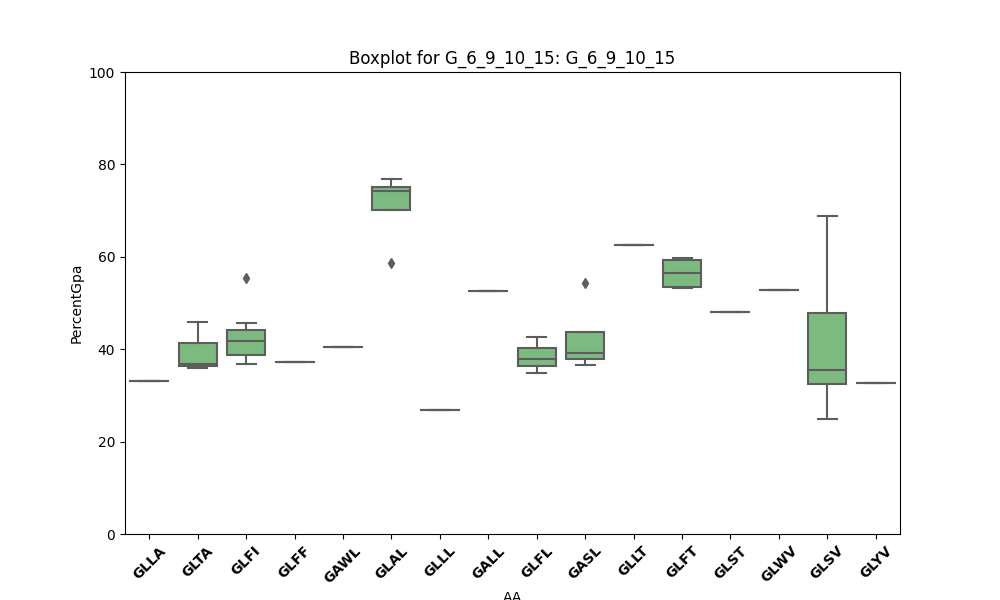 Boxplot for G_6_9_10_15: G_6_9_10_15
100
80
60
40
20
0
PercentGpa
GLLA GLTA GLFI GLFF GAWL GLAL GLLL GALL GLFL GASL GLLT GLFT GLST GLWV GLSV GLYV
AA